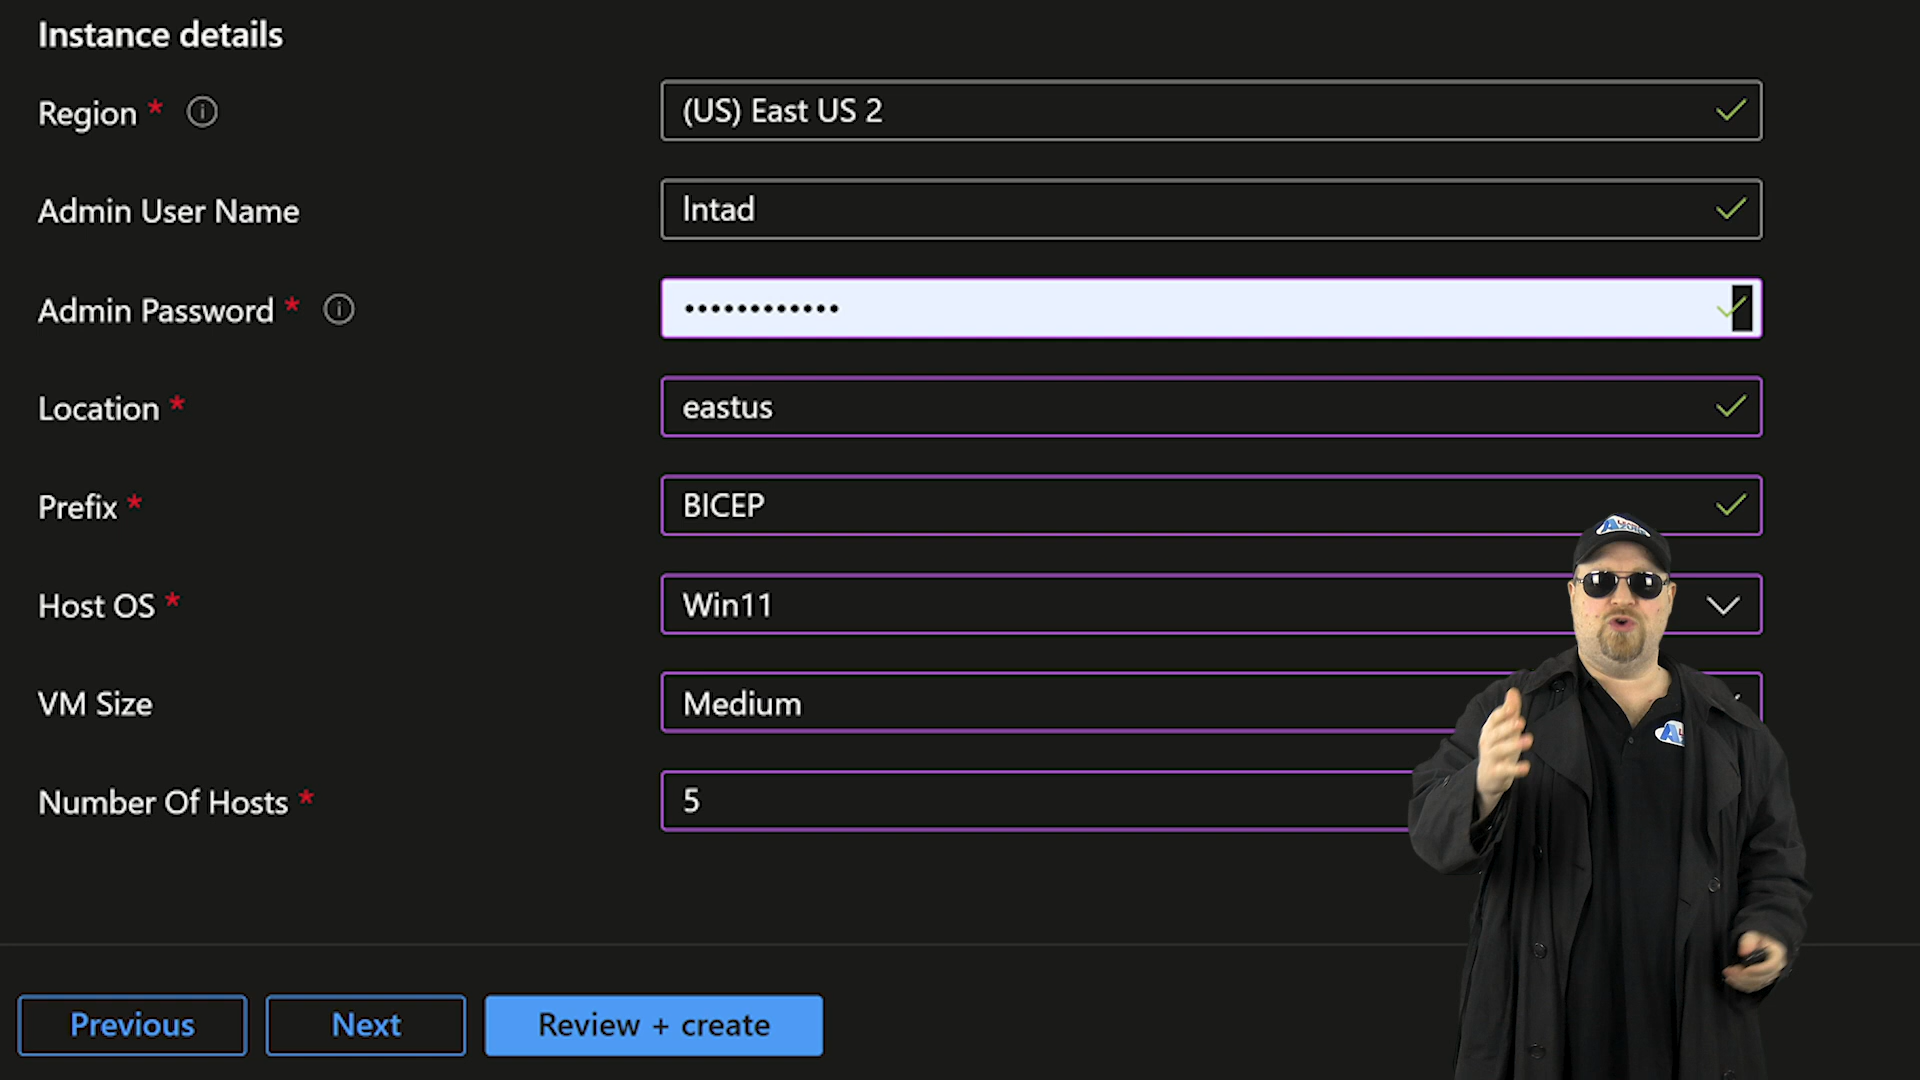 Instance details
Region * (US) East US 2
Admin User Name lntad
Admin Password * ••••••••••••
Location * eastus
Prefix * BICEP
Host OS * Win11
VM Size Medium
Number Of Hosts * 5
Previous Next Review + create